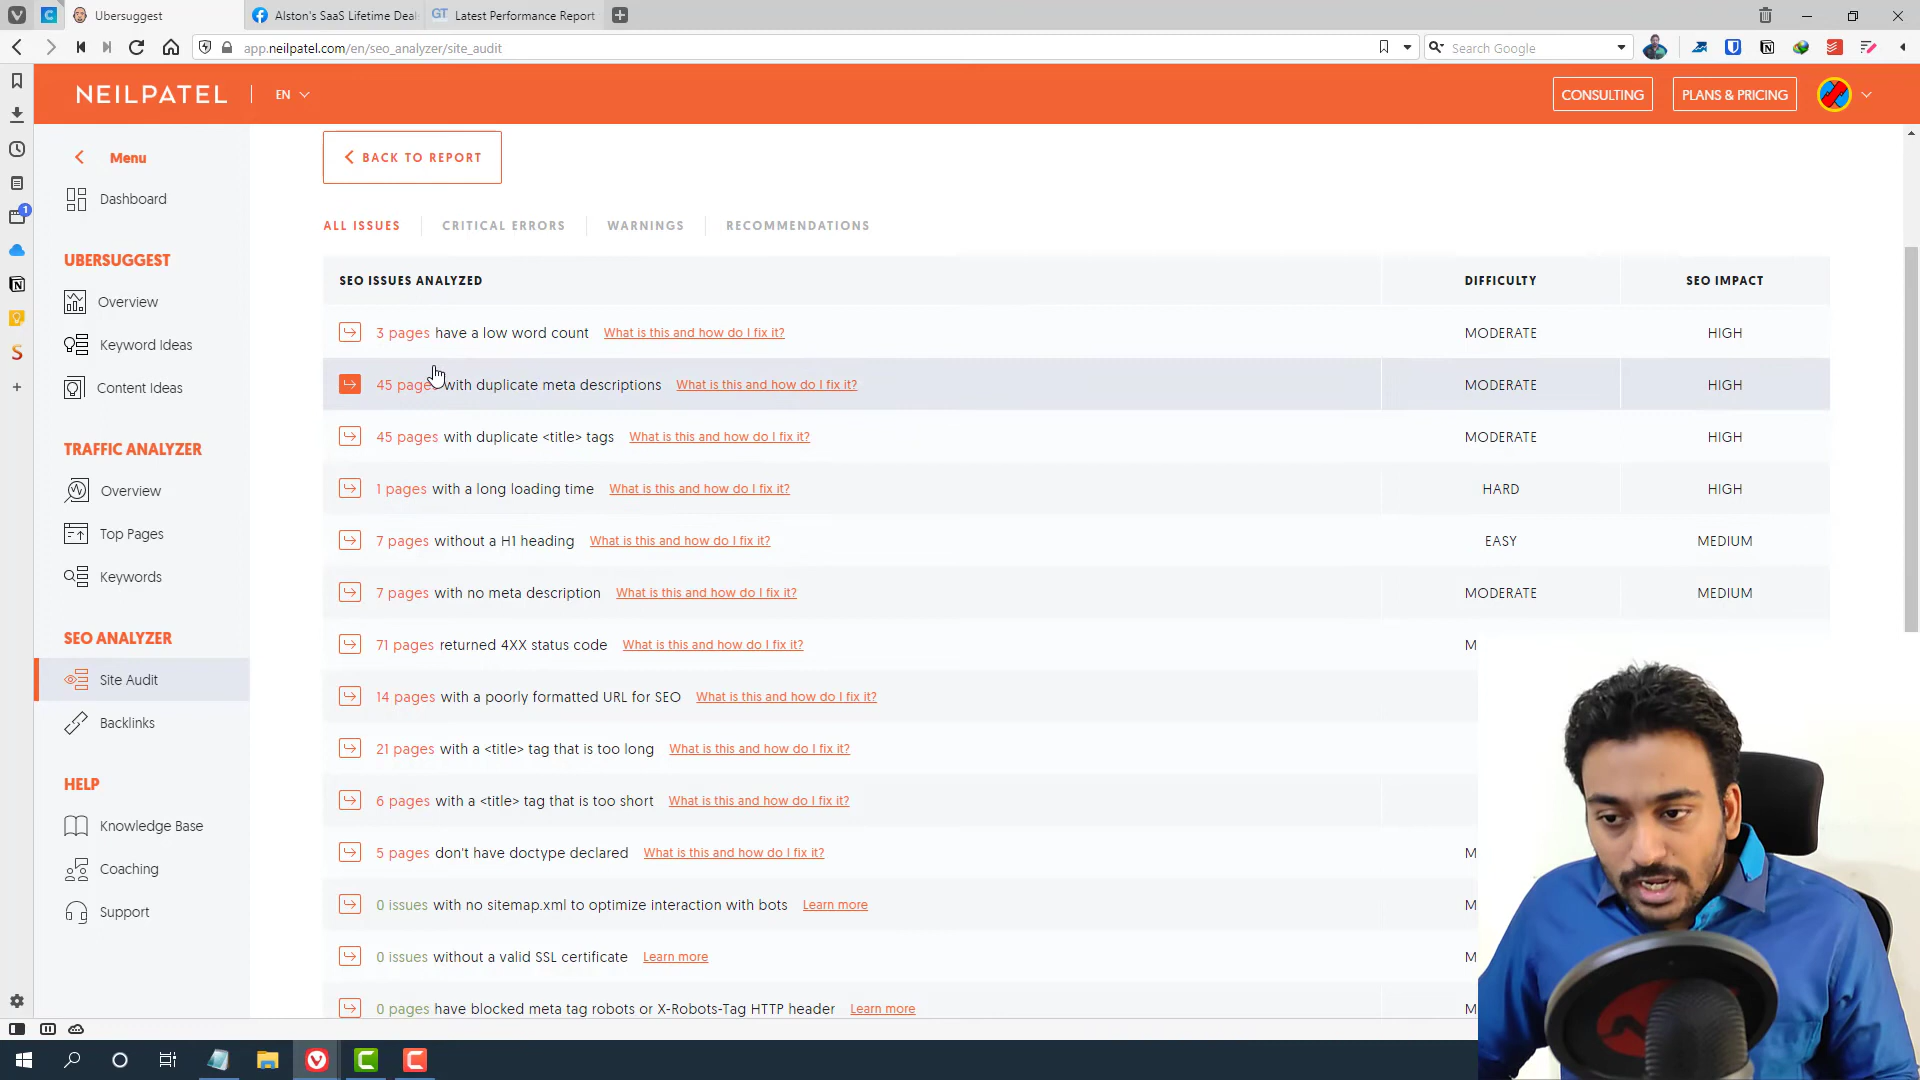 Ubersuggest
Alston's SaaS Lifetime Deal
GT Latest Performance Report
app.neilpatel.com/en/seo_analyzer/site_audit
Search Google
NEILPATEL
EN
CONSULTING
PLANS & PRICING
Menu
BACK TO REPORT
Dashboard
ALL ISSUES
CRITICAL ERRORS
WARNINGS
RECOMMENDATIONS
UBERSUGGEST
Overview
Keyword Ideas
Content Ideas
TRAFFIC ANALYZER
Overview
Top Pages
Keywords
SEO ANALYZER
Site Audit
Backlinks
HELP
Knowledge Base
Coaching
Support
SEO ISSUES ANALYZED DIFFICULTY SEO IMPACT
3 pages have a low word count What is this and how do I fix it? MODERATE HIGH
45 pages with duplicate meta descriptions What is this and how do I fix it? MODERATE HIGH
45 pages with duplicate <title> tags What is this and how do I fix it? MODERATE HIGH
1 pages with a long loading time What is this and how do I fix it? HARD HIGH
7 pages without a H1 heading What is this and how do I fix it? EASY MEDIUM
7 pages with no meta description What is this and how do I fix it? MODERATE MEDIUM
71 pages returned 4XX status code What is this and how do I fix it? M
14 pages with a poorly formatted URL for SEO What is this and how do I fix it?
21 pages with a <title> tag that is too long What is this and how do I fix it?
6 pages with a <title> tag that is too short What is this and how do I fix it?
5 pages don't have doctype declared What is this and how do I fix it? M
0 issues with no sitemap.xml to optimize interaction with bots Learn more M
0 issues without a valid SSL certificate Learn more M
0 pages have blocked meta tag robots or X-Robots-Tag HTTP header Learn more M